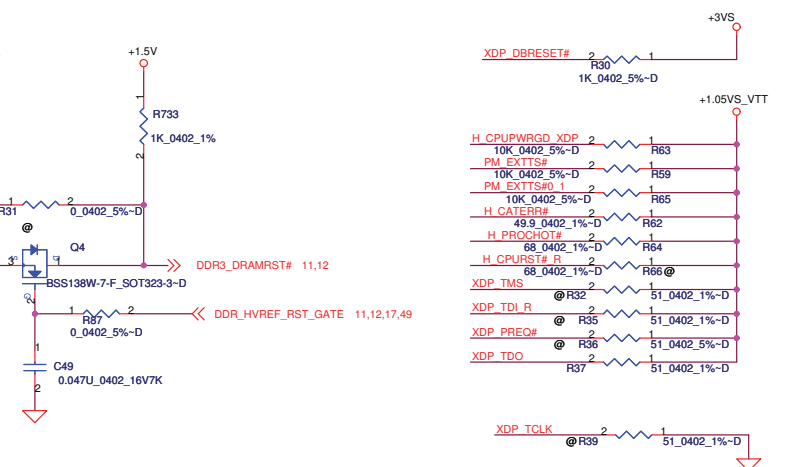 +1.5V
1
R733
1K_0402_1%
2
1
2
R31
0_0402_5%~D
@
Q4
3
S
D
1
G
2
BSS138W-7-F_SOT323-3~D
DDR3_DRAMRST# 11,12
1
2
R87
0_0402_5%~D
DDR_HVREF_RST_GATE 11,12,17,49
1
C49
0.047U_0402_16V7K
2
+3VS
XDP_DBRESET#
2
1
R30
1K_0402_5%~D
+1.05VS_VTT
H_CPUPWRGD_XDP 2 1
10K_0402_5%~D R63
PM_EXTTS# 2 1
10K_0402_5%~D R59
PM_EXTTS#0_1 2 1
10K_0402_5%~D R65
H_CATERR# 2 1
49.9_0402_1%~D R62
H_PROCHOT# 2 1
68_0402_1%~D R64
H_CPURST#_R 2 1
68_0402_1%~D R66@
XDP_TMS 2 1
@ R32 51_0402_1%~D
XDP_TDI_R 2 1
@ R35 51_0402_1%~D
XDP_PREQ# 2 1
@ R36 51_0402_5%~D
XDP_TDO 2 1
R37 51_0402_1%~D
XDP_TCLK 2 1
@ R39 51_0402_1%~D